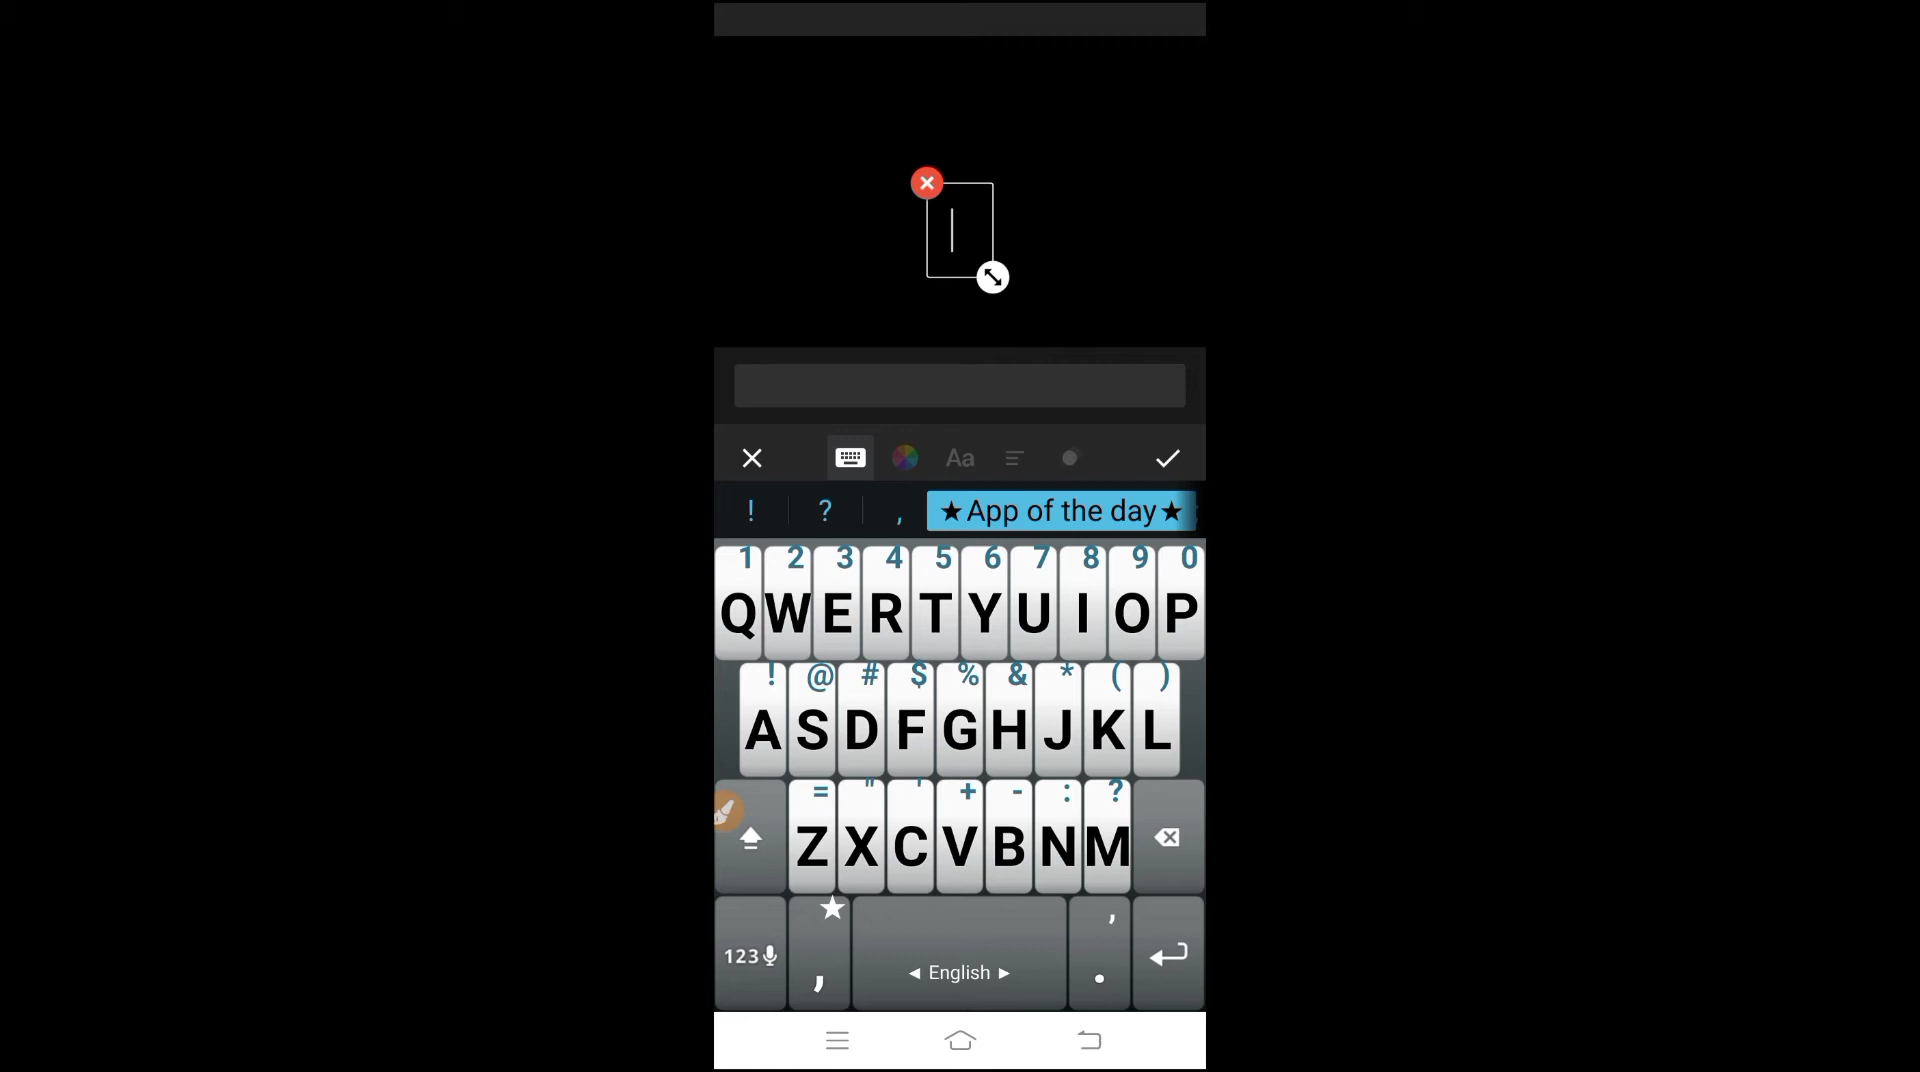 Aa
! ? , ★App of the day★
1 2 3 4 5 6 7 8 9 0
Q W E R T Y U I O P
! @ # $ % & * ( )
A S D F G H J K L
= " ' + - : ?
Z X C V B N M
123 , ◄ English ► , .